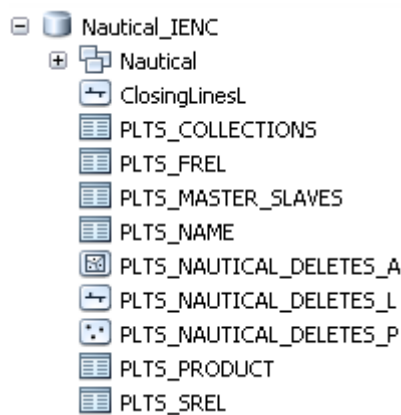 Nautical_IENC
Nautical
ClosingLinesL
PLTS_COLLECTIONS
PLTS_FREL
PLTS_MASTER_SLAVES
PLTS_NAME
PLTS_NAUTICAL_DELETES_A
PLTS_NAUTICAL_DELETES_L
PLTS_NAUTICAL_DELETES_P
PLTS_PRODUCT
PLTS_SREL